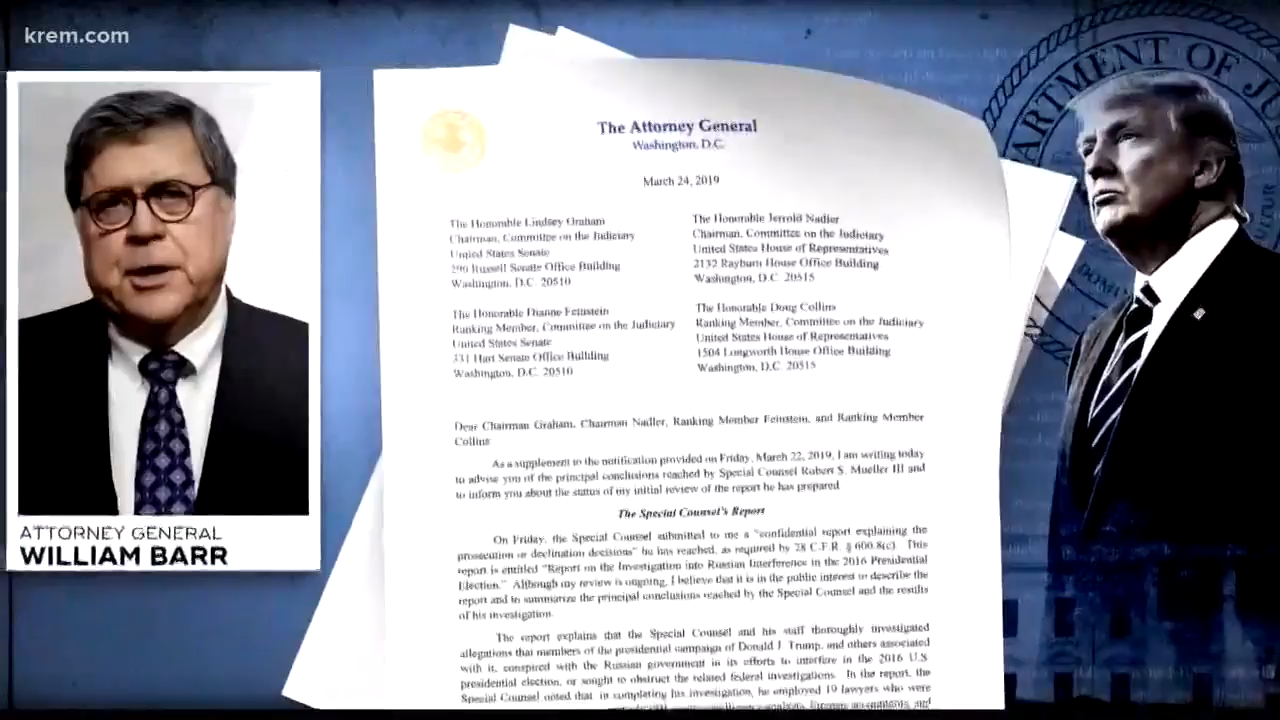 krem.com
ATTORNEY GENERAL
WILLIAM BARR
The Attorney General
Washington, D.C.
March 24, 2019
The Honorable Lindsey Graham
Chairman, Committee on the Judiciary
United States Senate
290 Russell Senate Office Building
Washington, D.C. 20510
The Honorable Jerrold Nadler
Chairman, Committee on the Judiciary
United States House of Representatives
2132 Rayburn House Office Building
Washington, D.C. 20515
The Honorable Dianne Feinstein
Ranking Member, Committee on the Judiciary
United States Senate
331 Hart Senate Office Building
Washington, D.C. 20510
The Honorable Doug Collins
Ranking Member, Committee on the Judiciary
United States House of Representatives
1504 Longworth House Office Building
Washington, D.C. 20515
Dear Chairman Graham, Chairman Nadler, Ranking Member Feinstein, and Ranking Member
Collins
As a supplement to the notification provided on Friday, March 22, 2019, I am writing today
to advise you of the principal conclusions reached by Special Counsel Robert S. Mueller III and
to inform you about the status of my initial review of the report he has prepared
The Special Counsel's Report
On Friday, the Special Counsel submitted to me a "confidential report explaining the
prosecution or declination decisions" he has reached, as required by 28 C.F.R. § 600.8(c). This
report is entitled "Report on the Investigation into Russian Interference in the 2016 Presidential
Election." Although my review is ongoing, I believe that it is in the public interest to describe the
report and to summarize the principal conclusions reached by the Special Counsel and the results
of his investigation.
The report explains that the Special Counsel and his staff thoroughly investigated
allegations that members of the presidential campaign of Donald J. Trump, and others associated
with it, conspired with the Russian government in its efforts to interfere in the 2016 U.S.
presidential election, or sought to obstruct the related federal investigations. In the report, the
Special Counsel noted that, in completing his investigation, he employed 19 lawyers who were
ARTMENT OF JU